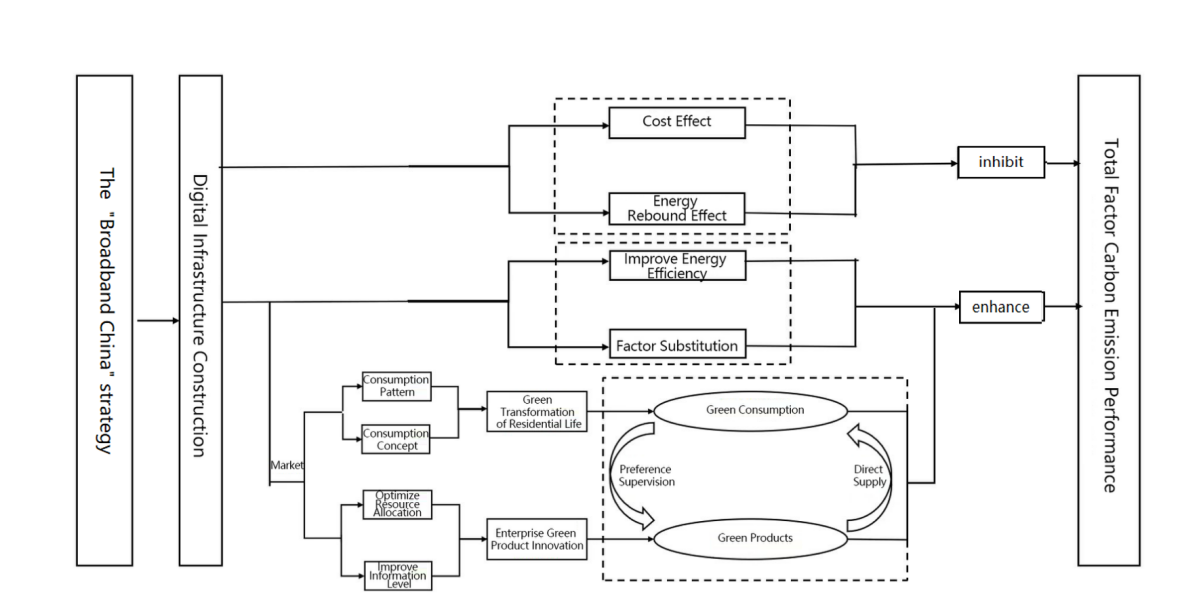 The "Broadband China" strategy
Digital Infrastructure Construction
Cost Effect
Energy
Rebound Effect
inhibit
Improve Energy
Efficiency
Factor Substitution
enhance
Total Factor Carbon Emission Performance
Market
Consumption
Pattern
Consumption
Concept
Green
Transformation
of Residential Life
Green Consumption
Preference
Supervision
Direct
Supply
Optimize
Resource
Allocation
Improve
Information
Level
Enterprise Green
Product Innovation
Green Products